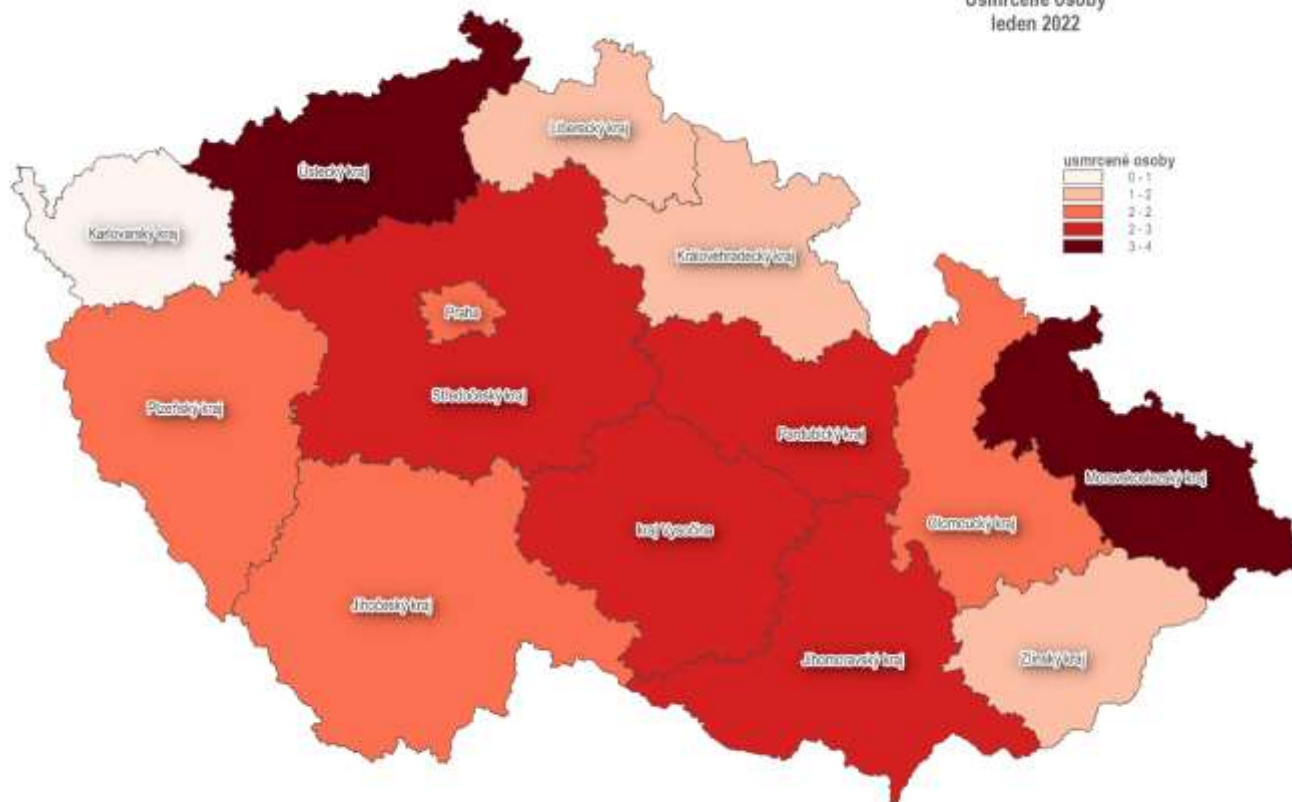 Usmrcené osoby
leden 2022
usmrcené osoby
0 - 1
1 - 2
2 - 2
2 - 3
3 - 4
Liberecký kraj
Ústecký kraj
Karlovarský kraj
Královéhradecký kraj
Praha
Středočeský kraj
Plzeňský kraj
Pardubický kraj
Moravskoslezský kraj
kraj Vysočina
Olomoucký kraj
Jihočeský kraj
Jihomoravský kraj
Zlínský kraj